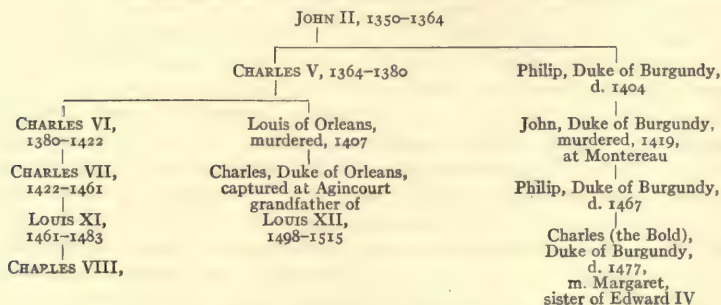 JOHN II, 1350–1364
CHARLES V, 1364–1380
Philip, Duke of Burgundy,
d. 1404
CHARLES VI,
1380–1422
Louis of Orleans,
murdered, 1407
John, Duke of Burgundy,
murdered, 1419,
at Montereau
CHARLES VII,
1422–1461
Charles, Duke of Orleans,
captured at Agincourt
grandfather of
LOUIS XII,
1498–1515
Philip, Duke of Burgundy,
d. 1467
LOUIS XI,
1461–1483
Charles (the Bold),
Duke of Burgundy,
d. 1477,
m. Margaret,
sister of Edward IV
CHARLES VIII,